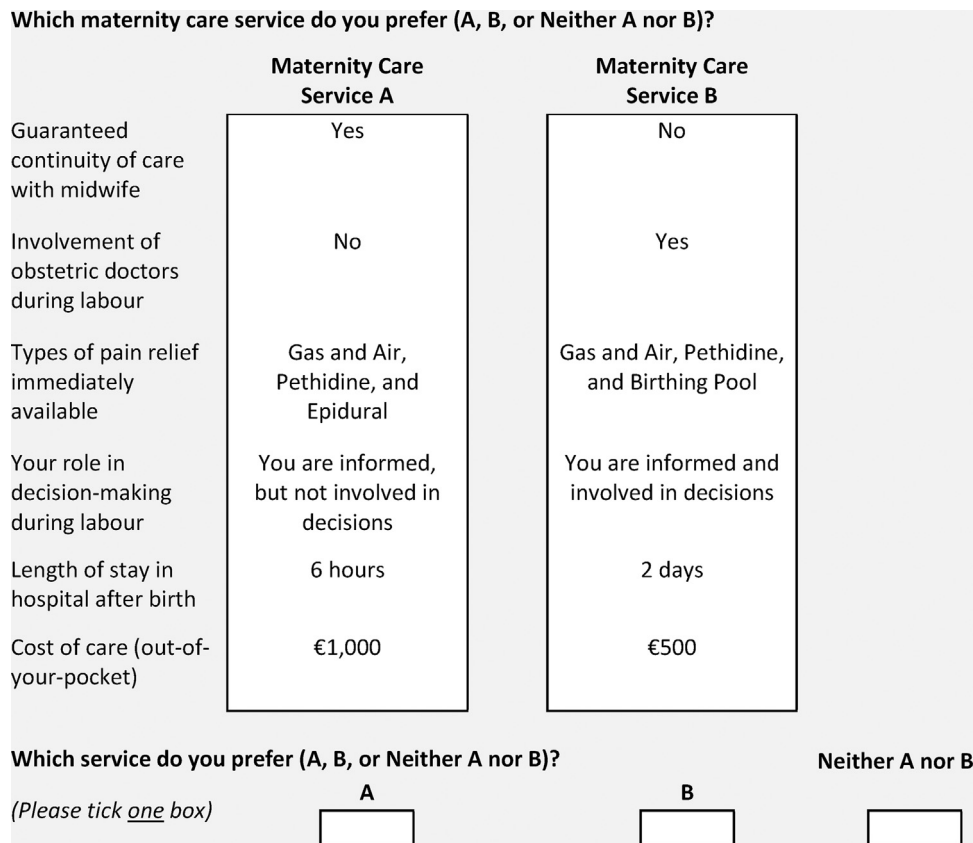 Which maternity care service do you prefer (A, B, or Neither A nor B)?
Maternity Care
Service A
Maternity Care
Service B
Guaranteed
continuity of care
with midwife
Yes
No
Involvement of
obstetric doctors
during labour
No
Yes
Types of pain relief
immediately
available
Gas and Air,
Pethidine, and
Epidural
Gas and Air, Pethidine,
and Birthing Pool
Your role in
decision-making
during labour
You are informed,
but not involved in
decisions
You are informed and
involved in decisions
Length of stay in
hospital after birth
6 hours
2 days
Cost of care (out-of-
your-pocket)
€1,000
€500
Which service do you prefer (A, B, or Neither A nor B)?
Neither A nor B
A
B
(Please tick one box)